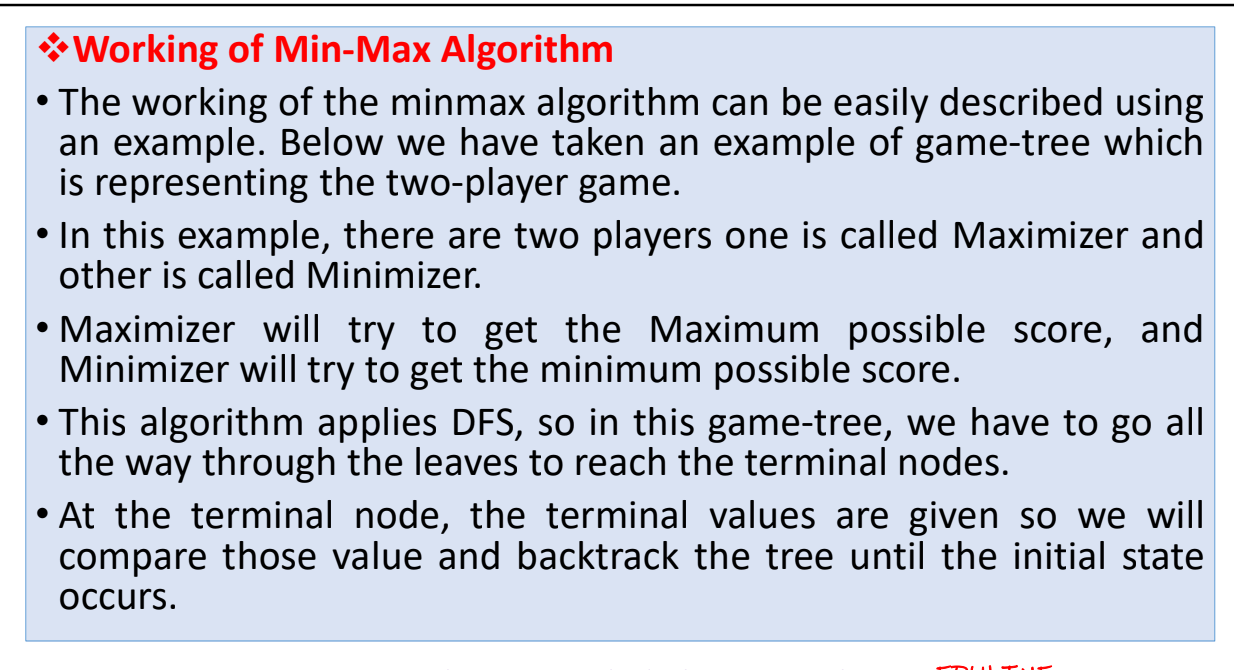 ❖Working of Min-Max Algorithm
• The working of the minmax algorithm can be easily described using
an example. Below we have taken an example of game-tree which
is representing the two-player game.
• In this example, there are two players one is called Maximizer and
other is called Minimizer.
• Maximizer will try to get the Maximum possible score, and
Minimizer will try to get the minimum possible score.
• This algorithm applies DFS, so in this game-tree, we have to go all
the way through the leaves to reach the terminal nodes.
• At the terminal node, the terminal values are given so we will
compare those value and backtrack the tree until the initial state
occurs.